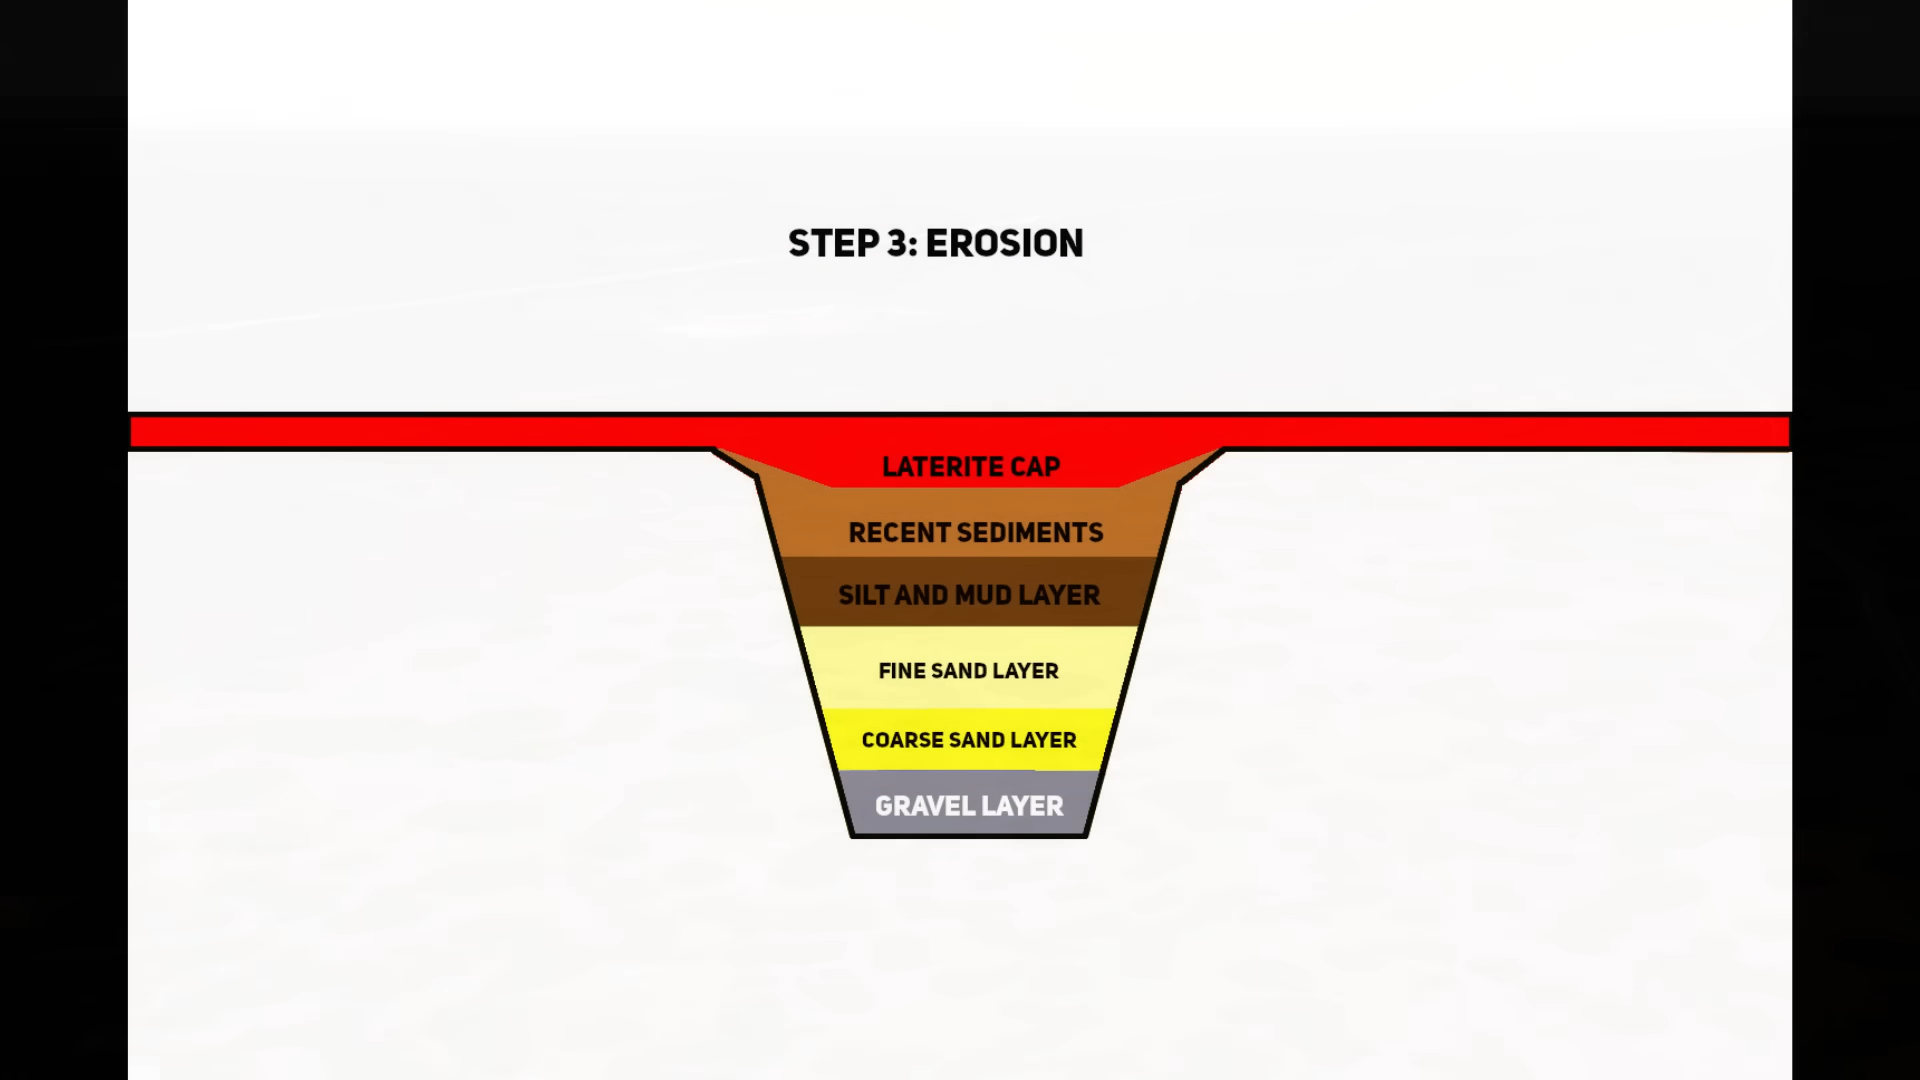 STEP 3: EROSION
LATERITE CAP
RECENT SEDIMENTS
SILT AND MUD LAYER
FINE SAND LAYER
COARSE SAND LAYER
GRAVEL LAYER